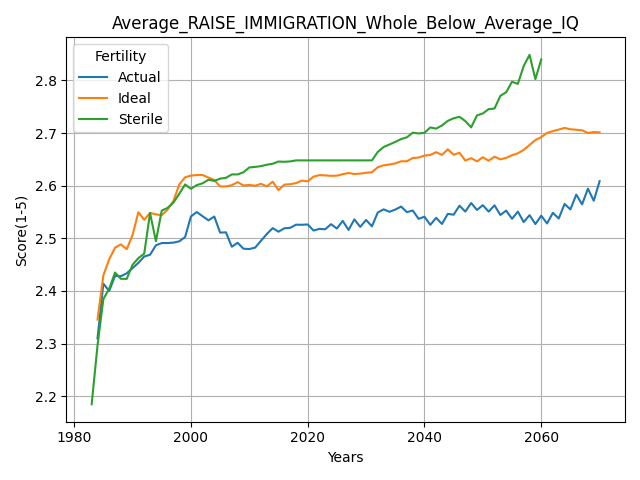 Average_RAISE_IMMIGRATION_Whole_Below_Average_IQ
Fertility
Actual
Ideal
Sterile
Score(1-5)
2.8
2.7
2.6
2.5
2.4
2.3
2.2
1980
2000
2020
2040
2060
Years